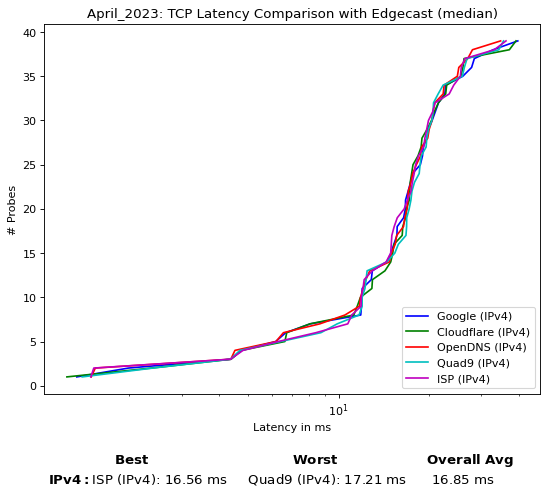 April_2023: TCP Latency Comparison with Edgecast (median)
40
35
30
25
20
15
10
5
0
# Probes
10¹
Latency in ms
Google (IPv4)
Cloudflare (IPv4)
OpenDNS (IPv4)
Quad9 (IPv4)
ISP (IPv4)
Best Worst Overall Avg
IPv4: ISP (IPv4): 16.56 ms Quad9 (IPv4): 17.21 ms 16.85 ms